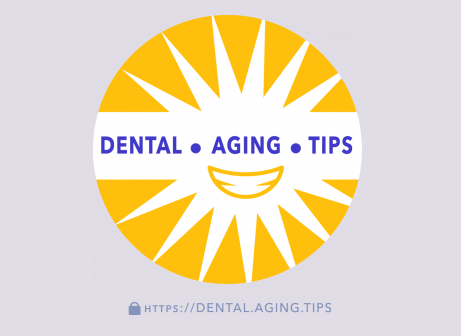 DENTAL • AGING • TIPS
HTTPS://DENTAL.AGING.TIPS